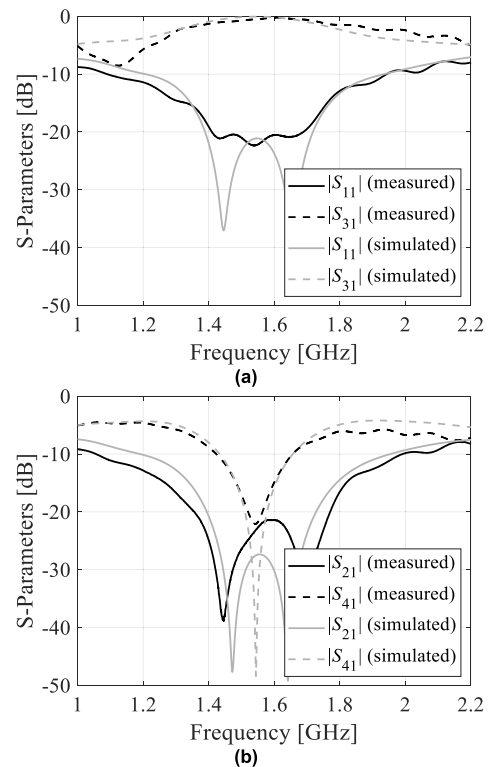 0
-10
-20
-30
-40
-50
S-Parameters [dB]
|S11| (measured)
|S31| (measured)
|S11| (simulated)
|S31| (simulated)
1 1.2 1.4 1.6 1.8 2 2.2
Frequency [GHz]
(a)
0
-10
-20
-30
-40
-50
S-Parameters [dB]
|S21| (measured)
|S41| (measured)
|S21| (simulated)
|S41| (simulated)
1 1.2 1.4 1.6 1.8 2 2.2
Frequency [GHz]
(b)